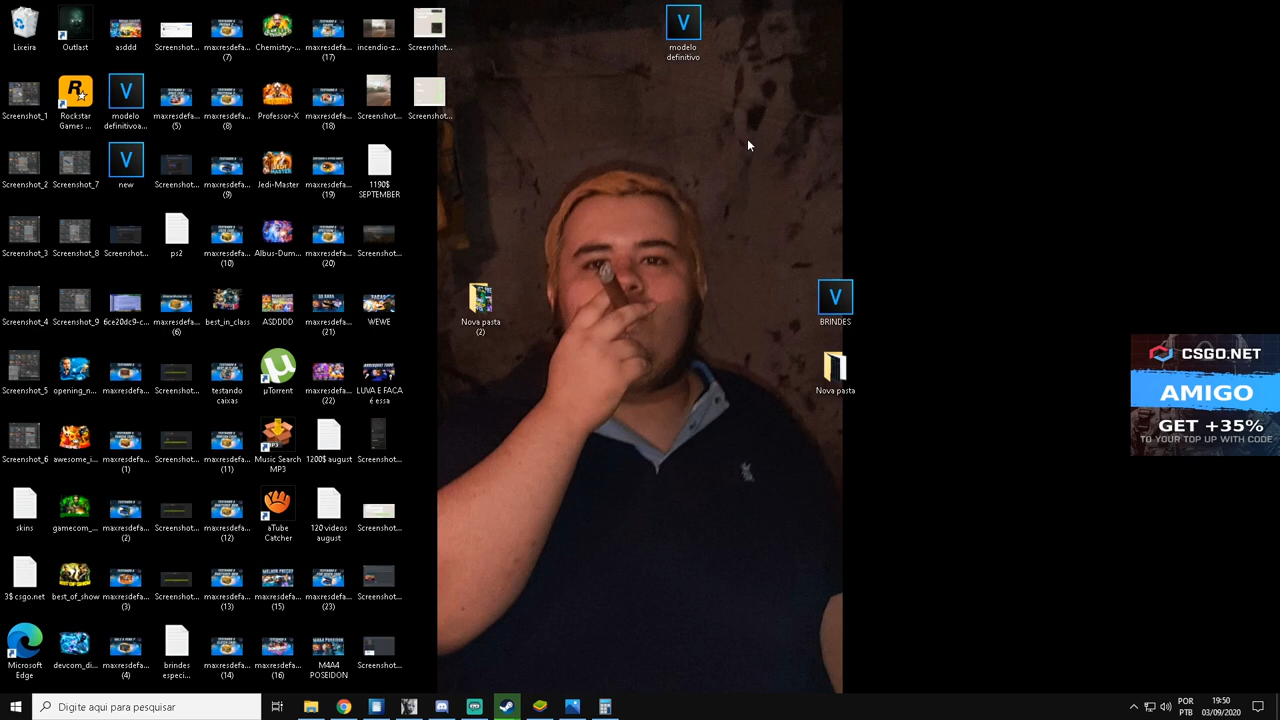 Lixeira
Outlast
asddd
Screenshot...
maxresdefa...
(7)
Chemistry-...
maxresdefa...
(17)
incendio-z...
Screenshot...
modelo
definitivo
Screenshot_1
Rockstar
Games ...
modelo
definitivoa...
maxresdefa...
(5)
maxresdefa...
(8)
Professor-X
maxresdefa...
(18)
Screenshot...
Screenshot...
Screenshot_2
Screenshot_7
new
Screenshot...
maxresdefa...
(9)
Jedi-Master
maxresdefa...
(19)
1190$
SEPTEMBER
Screenshot_3
Screenshot_8
Screenshot...
ps2
maxresdefa...
(10)
Albus-Dum...
maxresdefa...
(20)
Screenshot...
Screenshot_4
Screenshot_9
6ce20dc9-c...
maxresdefa...
(6)
best_in_class
ASDDDD
maxresdefa...
(21)
WEWE
Nova pasta
(2)
BRINDES
Screenshot_5
opening_n...
maxresdefa...
Screenshot...
testando
caixas
µTorrent
maxresdefa...
(22)
LUVA E FACA
é essa
Nova pasta
CSGO.NET
AMIGO
GET +35%
TO YOUR TOP UP WITH CODE
Screenshot_6
awesome_i...
maxresdefa...
(1)
Screenshot...
maxresdefa...
(11)
Music Search
MP3
1200$ august
Screenshot...
skins
gamecom_...
maxresdefa...
(2)
Screenshot...
maxresdefa...
(12)
aTube
Catcher
120 videos
august
Screenshot...
3$ csgo.net
best_of_show
maxresdefa...
(3)
Screenshot...
maxresdefa...
(13)
maxresdefa...
(15)
maxresdefa...
(23)
Screenshot...
Microsoft
Edge
devcom_di...
maxresdefa...
(4)
brindes
especi...
maxresdefa...
(14)
maxresdefa...
(16)
M4A4
POSEIDON
Screenshot...
Digite aqui para pesquisar
POR
PTB
19:50
03/09/2020